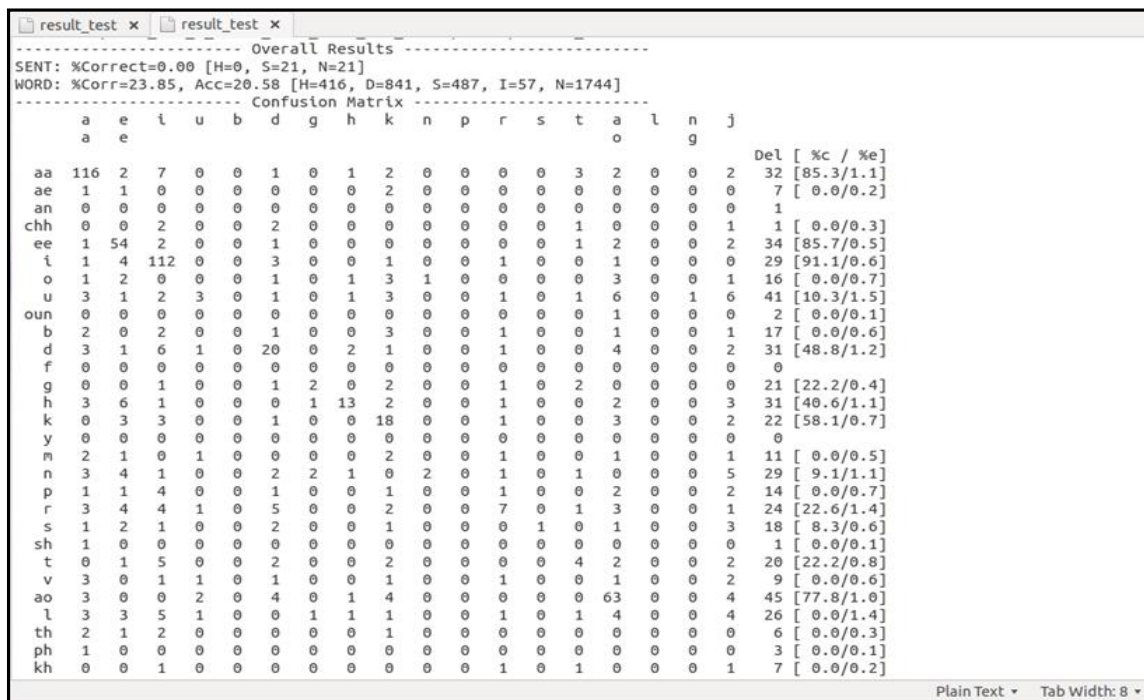 result_test × result_test ×
------------------------ Overall Results --------------------------
SENT: %Correct=0.00 [H=0, S=21, N=21]
WORD: %Corr=23.85, Acc=20.58 [H=416, D=841, S=487, I=57, N=1744]
------------------------ Confusion Matrix -------------------------
a e i u b d g h k n p r s t a l n j
a e o g
Del [ %c / %e]
aa 116 2 7 0 0 1 0 1 2 0 0 0 0 3 2 0 0 2 32 [85.3/1.1]
ae 1 1 0 0 0 0 0 0 2 0 0 0 0 0 0 0 0 0 7 [ 0.0/0.2]
an 0 0 0 0 0 0 0 0 0 0 0 0 0 0 0 0 0 0 1
chh 0 0 2 0 0 2 0 0 0 0 0 0 0 1 0 0 0 1 1 [ 0.0/0.3]
ee 1 54 2 0 0 1 0 0 0 0 0 0 0 1 2 0 0 2 34 [85.7/0.5]
i 1 4 112 0 0 3 0 0 1 0 0 1 0 0 1 0 0 0 29 [91.1/0.6]
o 1 2 0 0 0 1 0 1 3 1 0 0 0 0 3 0 0 1 16 [ 0.0/0.7]
u 3 1 2 3 0 1 0 1 3 0 0 1 0 1 6 0 1 6 41 [10.3/1.5]
oun 0 0 0 0 0 0 0 0 0 0 0 0 0 0 1 0 0 0 2 [ 0.0/0.1]
b 2 0 2 0 0 1 0 0 3 0 0 1 0 0 1 0 0 1 17 [ 0.0/0.6]
d 3 1 6 1 0 20 0 2 1 0 0 1 0 0 4 0 0 2 31 [48.8/1.2]
f 0 0 0 0 0 0 0 0 0 0 0 0 0 0 0 0 0 0 0
g 0 0 1 0 0 1 2 0 2 0 0 1 0 2 0 0 0 0 21 [22.2/0.4]
h 3 6 1 0 0 0 1 13 2 0 0 1 0 0 2 0 0 3 31 [40.6/1.1]
k 0 3 3 0 0 1 0 0 18 0 0 1 0 0 3 0 0 2 22 [58.1/0.7]
y 0 0 0 0 0 0 0 0 0 0 0 0 0 0 0 0 0 0 0
m 2 1 0 1 0 0 0 0 2 0 0 0 0 0 1 0 0 1 11 [ 0.0/0.5]
n 3 4 1 0 0 2 2 1 0 2 0 1 0 1 0 0 0 5 29 [ 9.1/1.1]
p 1 1 4 0 0 1 0 0 1 0 0 1 0 0 2 0 0 2 14 [ 0.0/0.7]
r 3 4 4 1 0 5 0 0 2 0 0 7 0 1 3 0 0 1 24 [22.6/1.4]
s 1 2 1 0 0 2 0 0 1 0 0 0 1 0 1 0 0 3 18 [ 8.3/0.6]
sh 1 0 0 0 0 0 0 0 0 0 0 0 0 0 0 0 0 0 1 [ 0.0/0.1]
t 0 1 5 0 0 2 0 0 2 0 0 0 0 4 2 0 0 2 20 [22.2/0.8]
v 3 0 1 1 0 1 0 0 1 0 0 1 0 0 1 0 0 2 9 [ 0.0/0.6]
ao 3 0 0 2 0 4 0 1 4 0 0 0 0 0 63 0 0 4 45 [77.8/1.0]
l 3 3 5 1 0 0 1 1 1 0 0 1 0 1 4 0 0 4 26 [ 0.0/1.4]
th 2 1 2 0 0 0 0 0 1 0 0 0 0 0 0 0 0 0 6 [ 0.0/0.3]
ph 1 0 0 0 0 0 0 0 0 0 0 0 0 0 0 0 0 0 3 [ 0.0/0.1]
kh 0 0 1 0 0 0 0 0 0 0 0 1 0 1 0 0 0 1 7 [ 0.0/0.2]
Plain Text Tab Width: 8